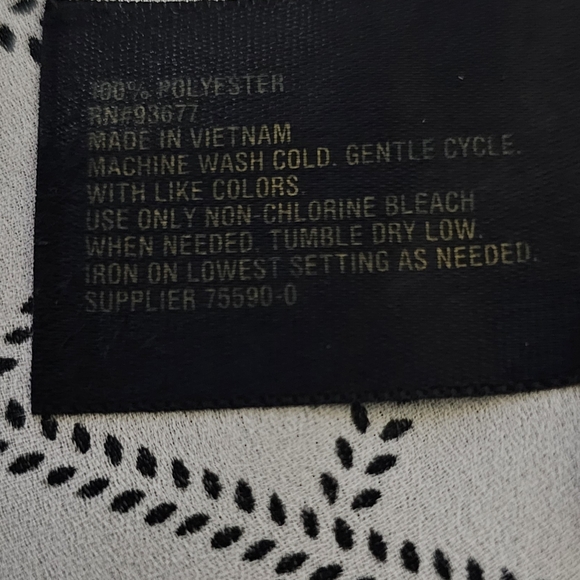 100% POLYESTER
RN#93677
MADE IN VIETNAM
MACHINE WASH COLD. GENTLE CYCLE.
WITH LIKE COLORS.
USE ONLY NON-CHLORINE BLEACH
WHEN NEEDED. TUMBLE DRY LOW.
IRON ON LOWEST SETTING AS NEEDED.
SUPPLIER 75590-0